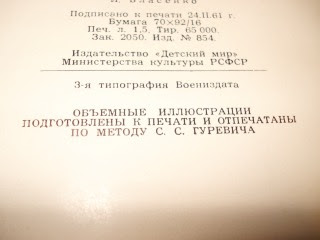 Подписано к печати 24.II.61 г.
Бумага 70×92/16
Печ. л. 1,5, Тир. 65 000.
Зак. 2050. Изд. № 854.
Издательство «Детский мир»
Министерства культуры РСФСР
3-я типография Воениздата
ОБЪЕМНЫЕ ИЛЛЮСТРАЦИИ
ПОДГОТОВЛЕНЫ К ПЕЧАТИ И ОТПЕЧАТАНЫ
ПО МЕТОДУ С. С. ГУРЕВИЧА